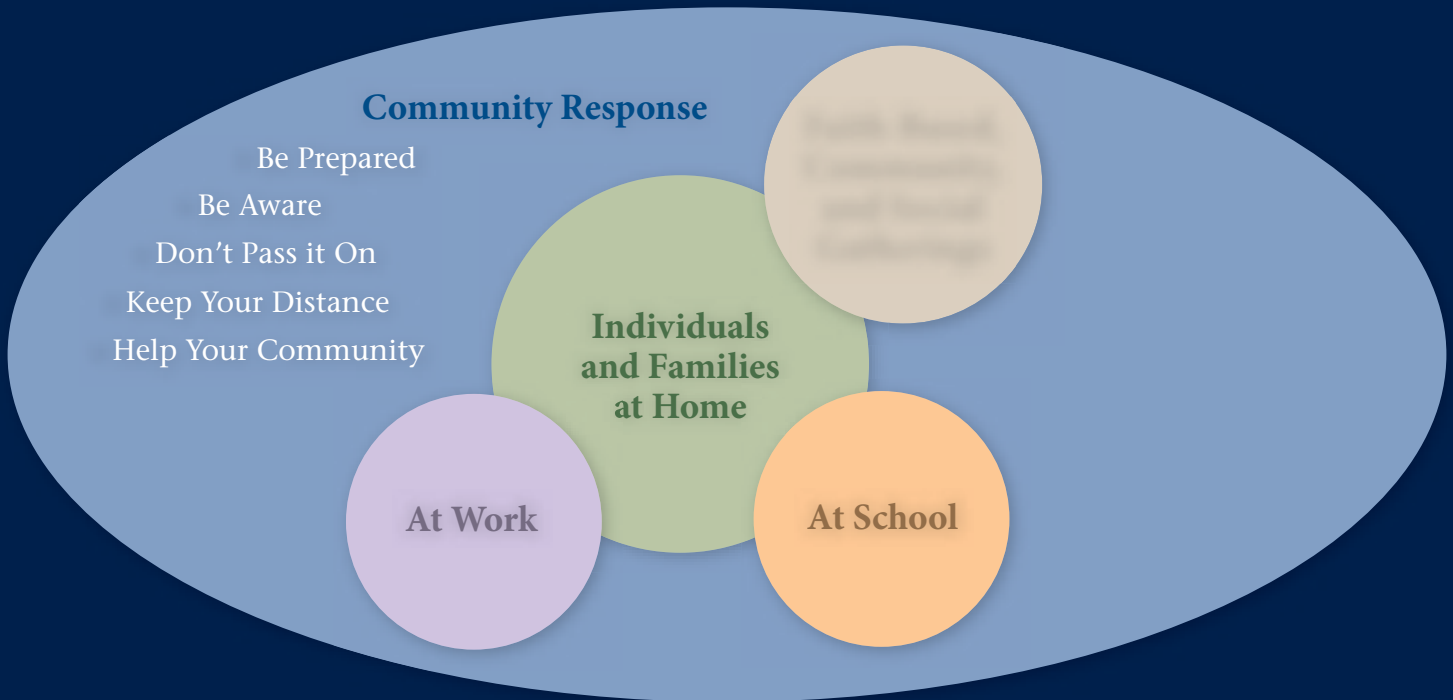 Community Response
Be Prepared
Be Aware
Don't Pass it On
Keep Your Distance
Help Your Community
Individuals
and Families
at Home
At Work
At School